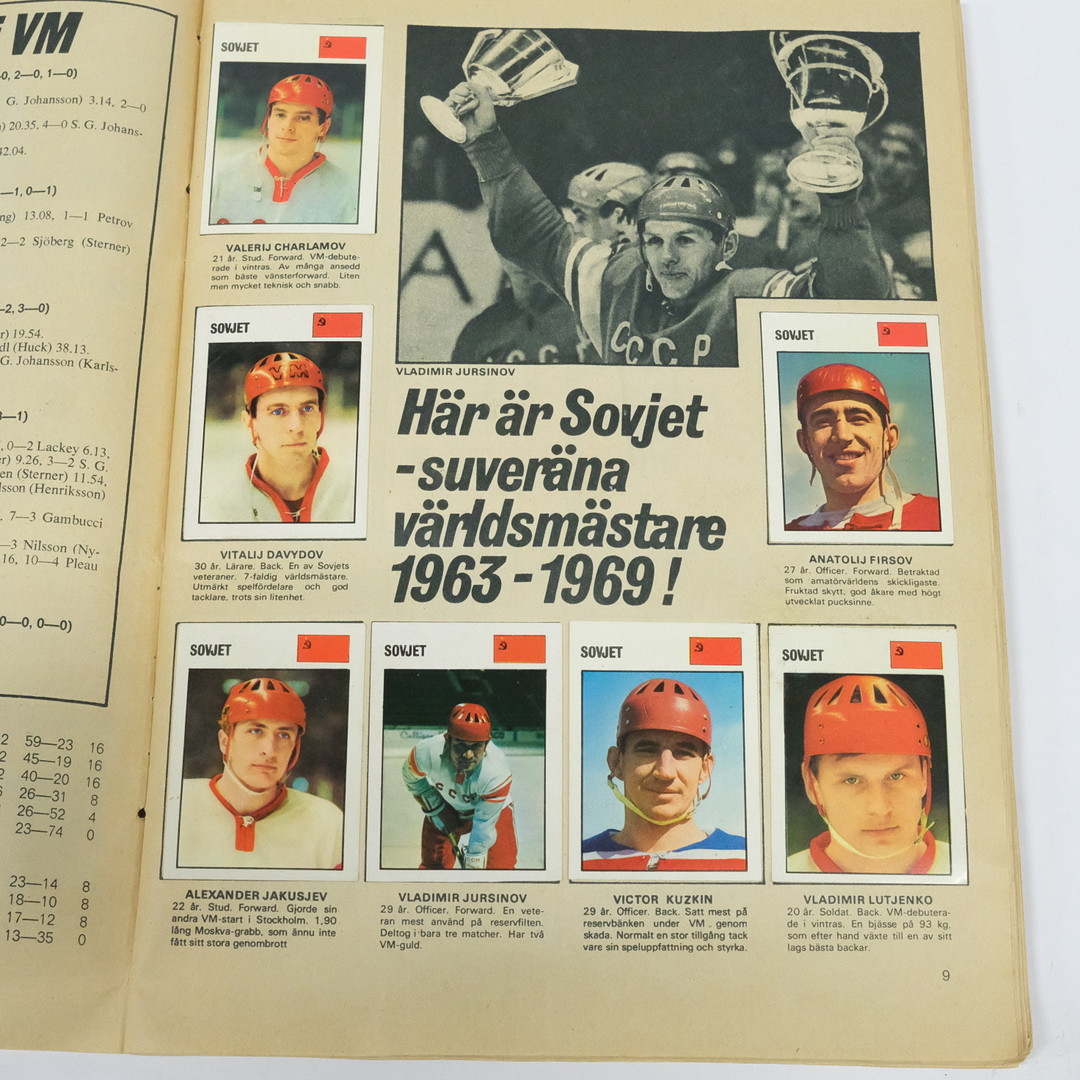 E VM
0, 2—0, 1—0)
G. Johansson) 3.14, 2—0
) 20.35, 4—0 S. G. Johans-
42.04.
—1, 0—1)
ng) 13.08, 1—1 Petrov
2—2 Sjöberg (Sterner)
—2, 3—0)
r) 19.54.
dl (Huck) 38.13.
G. Johansson (Karls-
—1)
, 0—2 Lackey 6.13,
er) 9.26, 3—2 S. G.
en (Sterner) 11.54,
lsson (Henriksson)
. 7—3 Gambucci
—3 Nilsson (Ny-
16, 10—4 Pleau
0—0, 0—0)
2 59—23 16
2 45—19 16
2 40—20 16
6 26—31 8
26—52 4
23—74 0
23—14 8
18—10 8
17—12 8
13—35 0
SOVJET
VALERIJ CHARLAMOV
21 år. Stud. Forward. VM-debute-
rade i vintras. Av många ansedd
som bäste vänsterforward. Liten
men mycket teknisk och snabb.
A
CCCP
VLADIMIR JURSINOV
Här är Sovjet
-suveräna
världsmästare
1963-1969!
SOVJET
VITALIJ DAVYDOV
30 år. Lärare. Back. En av Sovjets
veteraner. 7-faldig världsmästare.
Utmärkt spelfördelare och god
tacklare, trots sin litenhet.
SOVJET
ANATOLIJ FIRSOV
27 år. Officer. Forward. Betraktad
som amatörvärldens skickligaste.
Fruktad skytt, god åkare med högt
utvecklat pucksinne.
SOVJET
ALEXANDER JAKUSJEV
22 år. Stud. Forward. Gjorde sin
andra VM-start i Stockholm. 1,90
lång Moskva-grabb, som ännu inte
fått sitt stora genombrott
SOVJET
CCCP
VLADIMIR JURSINOV
29 år. Officer. Forward. En vete-
ran mest använd på reservfilten.
Deltog i bara tre matcher. Har två
VM-guld.
SOVJET
VICTOR KUZKIN
29 år. Officer. Back. Satt mest på
reservbänken under VM genom
skada. Normalt en stor tillgång tack
vare sin speluppfattning och styrka.
SOVJET
VLADIMIR LUTJENKO
20 år. Soldat. Back. VM-debutera-
de i vintras. En bjässe på 93 kg.
som efter hand växte till en av sitt
lags bästa backar.
9